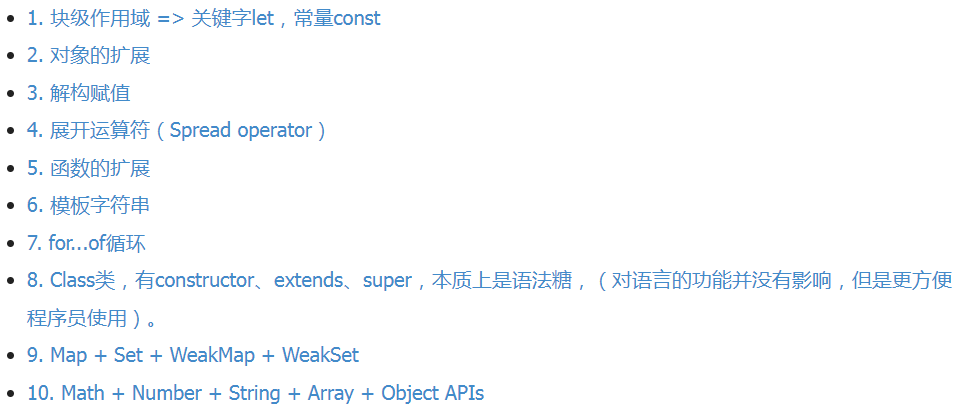 1. 块级作用域 => 关键字let，常量const
2. 对象的扩展
3. 解构赋值
4. 展开运算符（Spread operator）
5. 函数的扩展
6. 模板字符串
7. for...of循环
8. Class类，有constructor、extends、super，本质上是语法糖，（对语言的功能并没有影响，但是更方便
程序员使用）。
9. Map + Set + WeakMap + WeakSet
10. Math + Number + String + Array + Object APIs